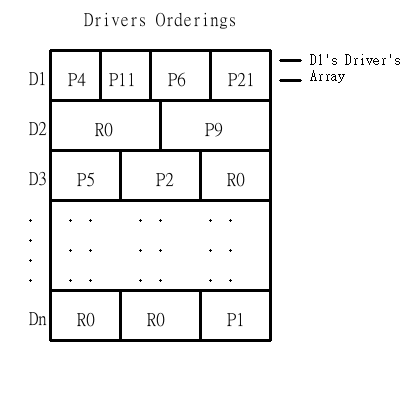 Drivers Orderings
D1 P4 P11 P6 P21
D1's Driver's
Array
D2 R0 P9
D3 P5 P2 R0
Dn R0 R0 P1